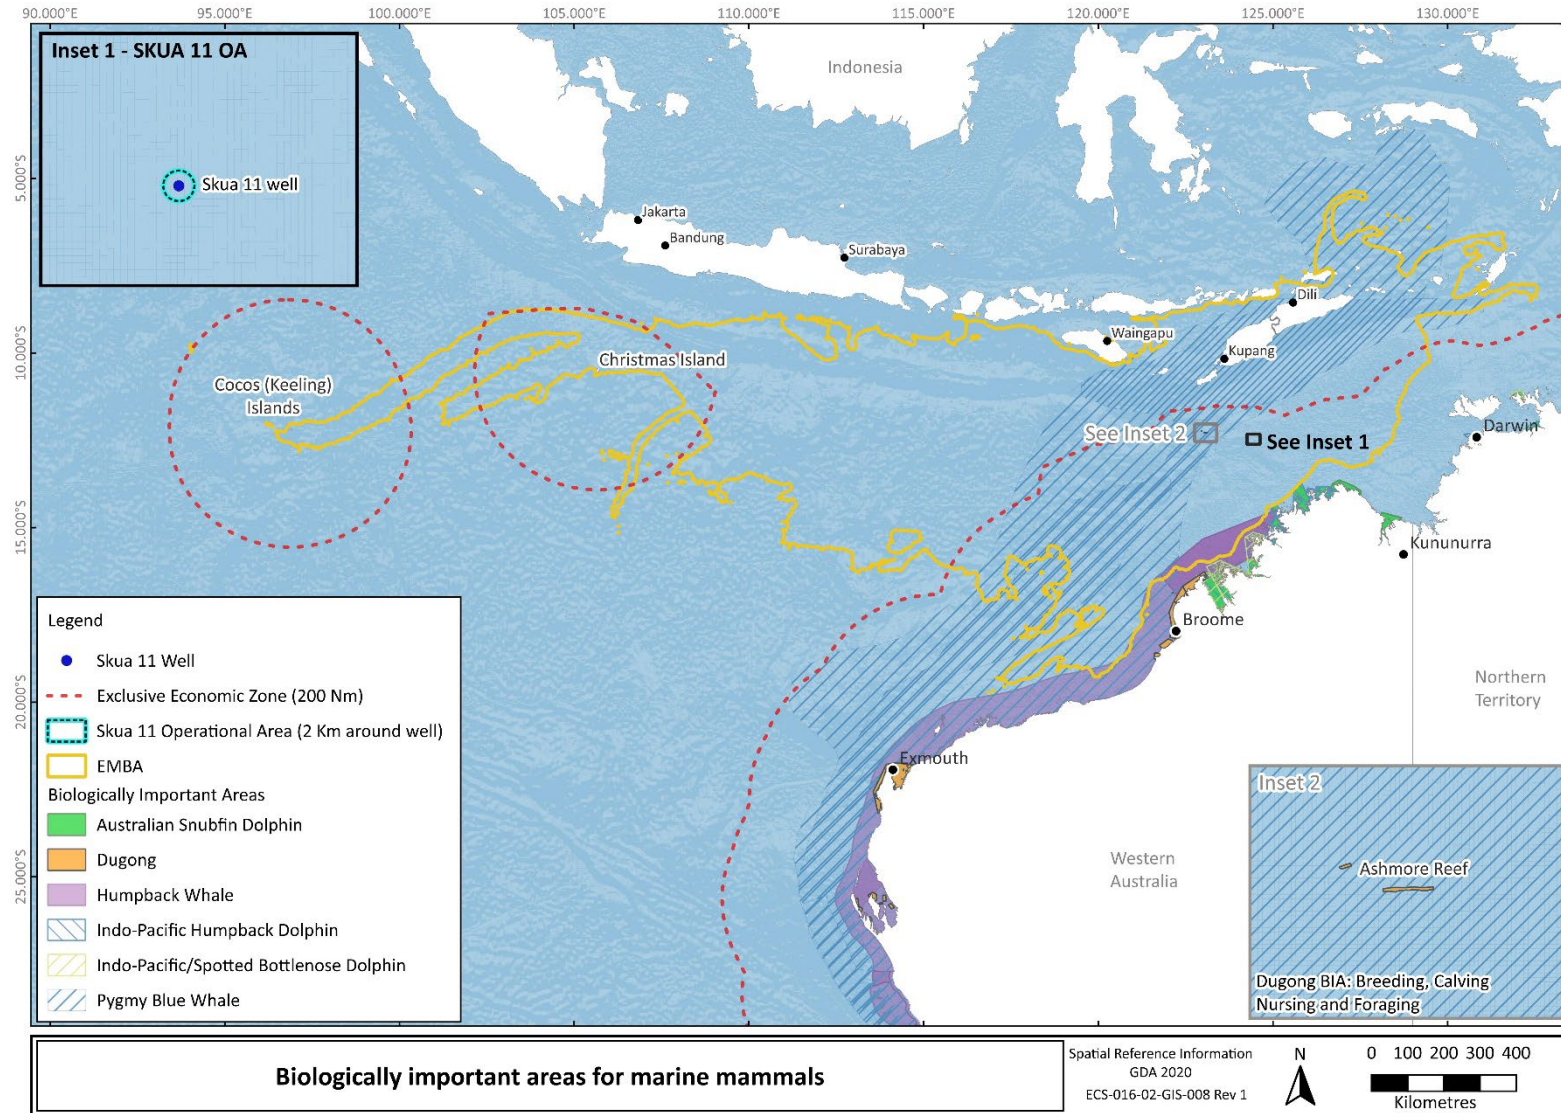 90.000°E 95.000°E 100.000°E 105.000°E 110.000°E 115.000°E 120.000°E 125.000°E 130.000°E
5.000°S
10.000°S
15.000°S
20.000°S
25.000°S
Inset 1 - SKUA 11 OA
Skua 11 well
Indonesia
Jakarta
Bandung
Surabaya
Dili
Waingapu
Kupang
Christmas Island
Cocos (Keeling)
Islands
See Inset 2
See Inset 1
Darwin
Kununurra
Broome
Northern
Territory
Exmouth
Western
Australia
Legend
Skua 11 Well
Exclusive Economic Zone (200 Nm)
Skua 11 Operational Area (2 Km around well)
EMBA
Biologically Important Areas
Australian Snubfin Dolphin
Dugong
Humpback Whale
Indo-Pacific Humpback Dolphin
Indo-Pacific/Spotted Bottlenose Dolphin
Pygmy Blue Whale
Inset 2
Ashmore Reef
Dugong BIA: Breeding, Calving
Nursing and Foraging
Biologically important areas for marine mammals
Spatial Reference Information
GDA 2020
ECS-016-02-GIS-008 Rev 1
N
0 100 200 300 400
Kilometres